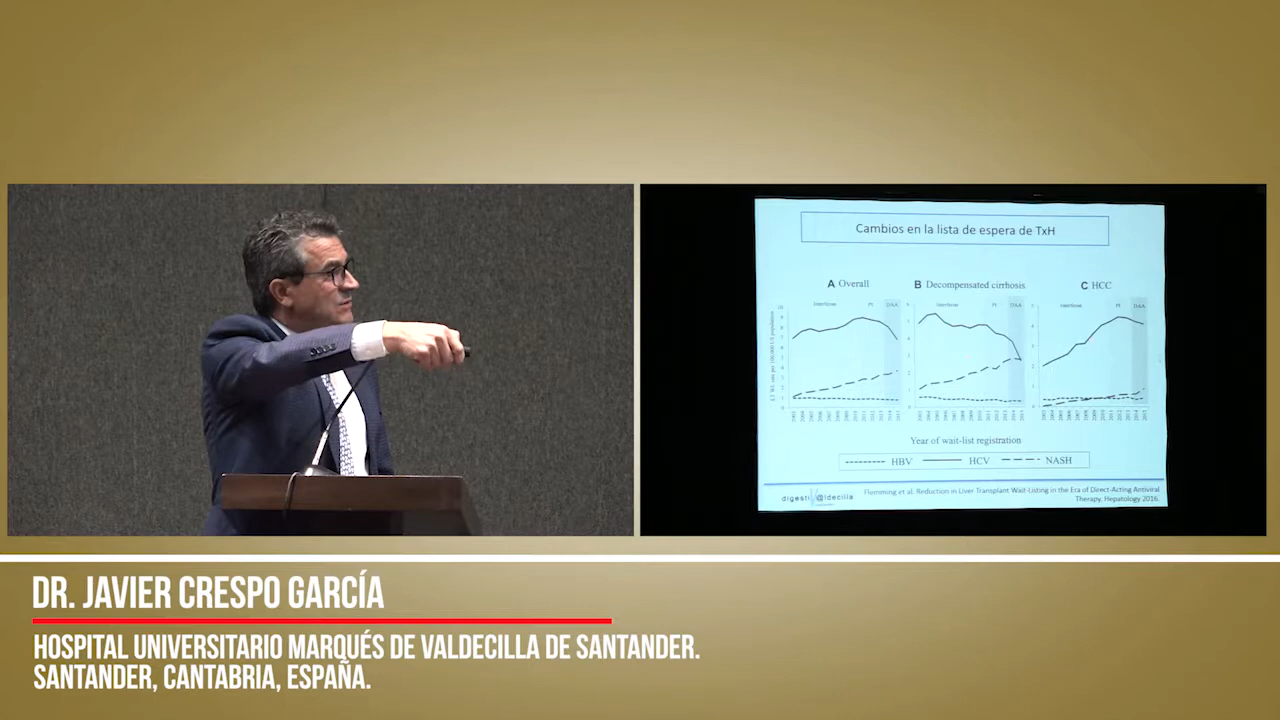 Cambios en la lista de espera de TxH
A Overall
B Decompensated cirrhosis
C HCC
Interferon PI DAA
Interferon PI DAA
Interferon PI DAA
Year of wait-list registration
HBV HCV NASH
digesti Valdecilla
Flemming et al. Reduction in Liver Transplant Wait-Listing in the Era of Direct-Acting Antiviral
Therapy. Hepatology 2016.
DR. JAVIER CRESPO GARCÍA
HOSPITAL UNIVERSITARIO MARQUÉS DE VALDECILLA DE SANTANDER.
SANTANDER, CANTABRIA, ESPAÑA.